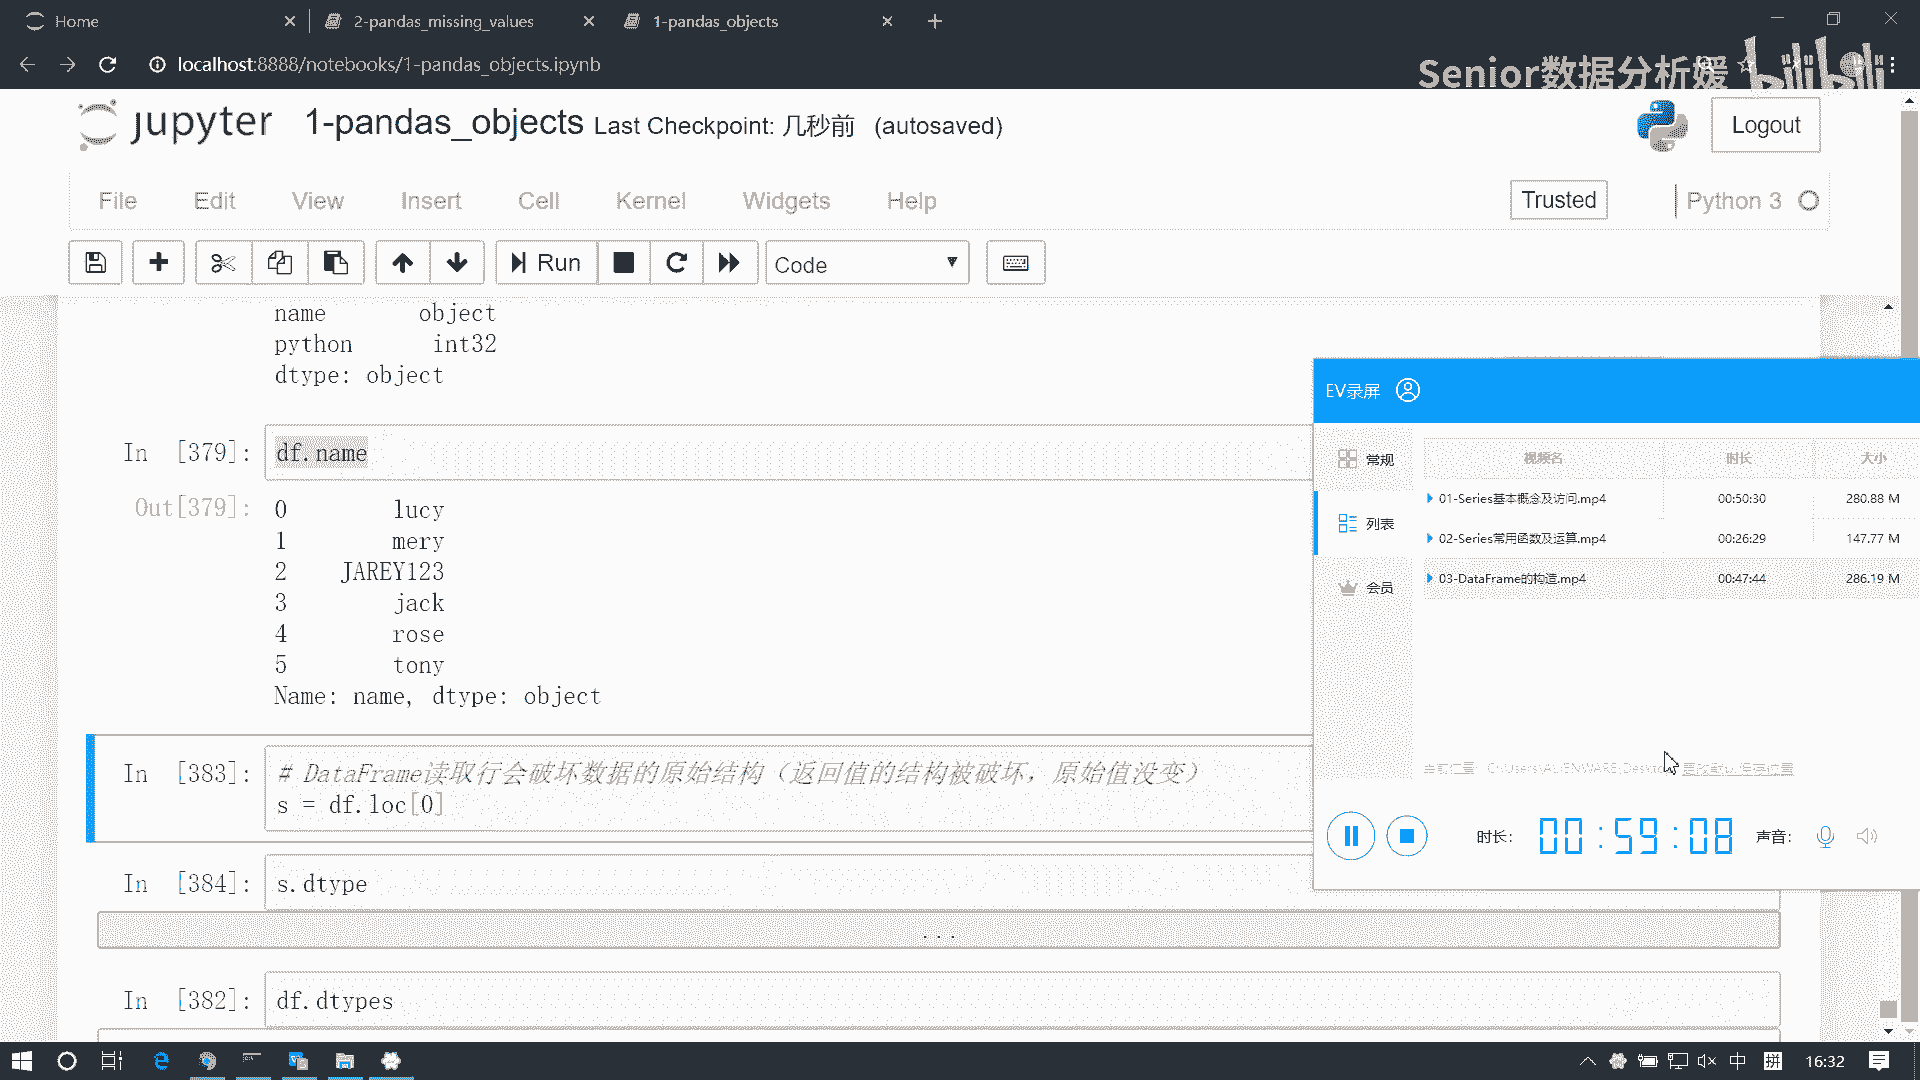 Home
2-pandas_missing_values
1-pandas_objects
localhost:8888/notebooks/1-pandas_objects.ipynb
Senior数据分析媛 bilibili
jupyter 1-pandas_objects Last Checkpoint: 几秒前 (autosaved)
Logout
File Edit View Insert Cell Kernel Widgets Help
Trusted
Python 3
Run
Code
name object
python int32
dtype: object
In [379]: df.name
Out[379]: 0 lucy
1 mery
2 JAREY123
3 jack
4 rose
5 tony
Name: name, dtype: object
In [383]: # DataFrame读取行会破坏数据的原始结构（返回值的结构被破坏，原始值没变）
s = df.loc[0]
In [384]: s.dtype
...
In [382]: df.dtypes
EV录屏
常规
列表
会员
视频名 时长 大小
01-Series基本概念及访问.mp4 00:50:30 280.88 M
02-Series常用函数及运算.mp4 00:26:29 147.77 M
03-DataFrame的构造.mp4 00:47:44 286.19 M
时长： 00:59:08 声音：
中 拼 16:32